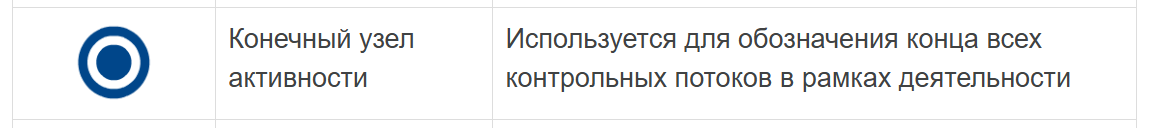 Конечный узел
активности
Используется для обозначения конца всех
контрольных потоков в рамках деятельности